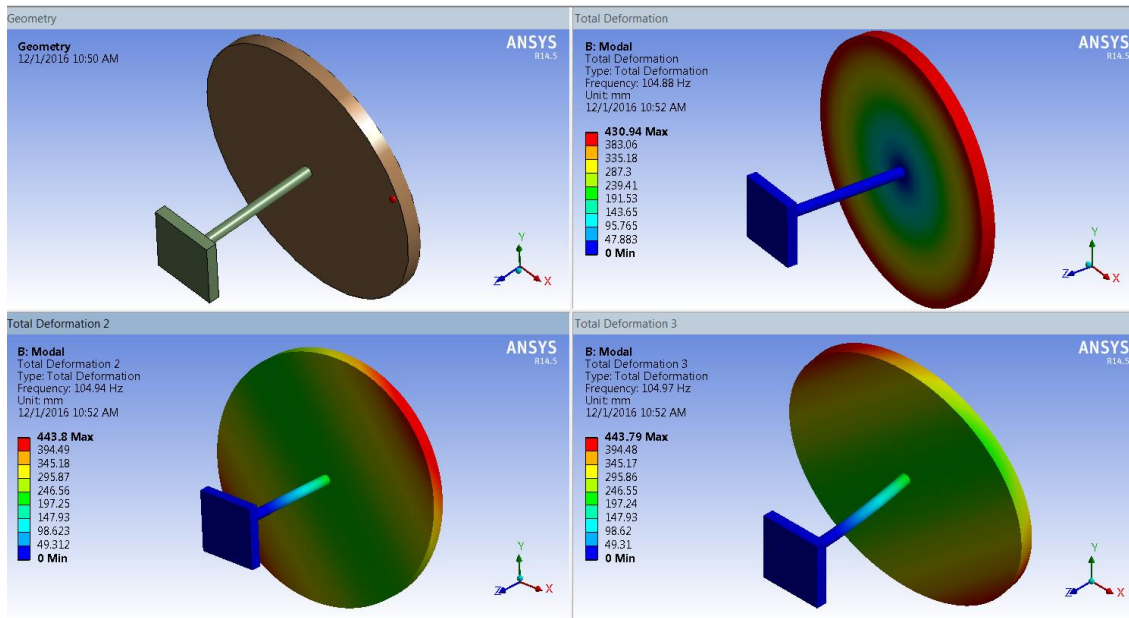 Geometry
Geometry
12/1/2016 10:50 AM
ANSYS
R14.5
Y
Z
X
Total Deformation
B: Modal
Total Deformation
Type: Total Deformation
Frequency: 104.88 Hz
Unit: mm
12/1/2016 10:52 AM
430.94 Max
383.06
335.18
287.3
239.41
191.53
143.65
95.765
47.883
0 Min
ANSYS
R14.5
Y
Z
X
Total Deformation 2
B: Modal
Total Deformation 2
Type: Total Deformation
Frequency: 104.94 Hz
Unit: mm
12/1/2016 10:52 AM
443.8 Max
394.49
345.18
295.87
246.56
197.25
147.93
98.623
49.312
0 Min
ANSYS
R14.5
Y
Z
X
Total Deformation 3
B: Modal
Total Deformation 3
Type: Total Deformation
Frequency: 104.97 Hz
Unit: mm
12/1/2016 10:52 AM
443.79 Max
394.48
345.17
295.86
246.55
197.24
147.93
98.62
49.31
0 Min
ANSYS
R14.5
Y
Z
X